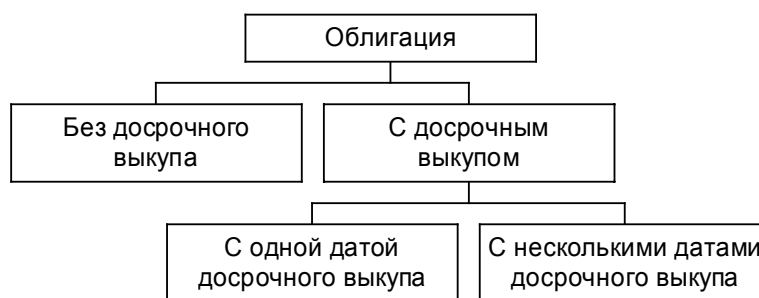 Облигация
Без досрочного
выкупа
С досрочным
выкупом
С одной датой
досрочного выкупа
С несколькими датами
досрочного выкупа